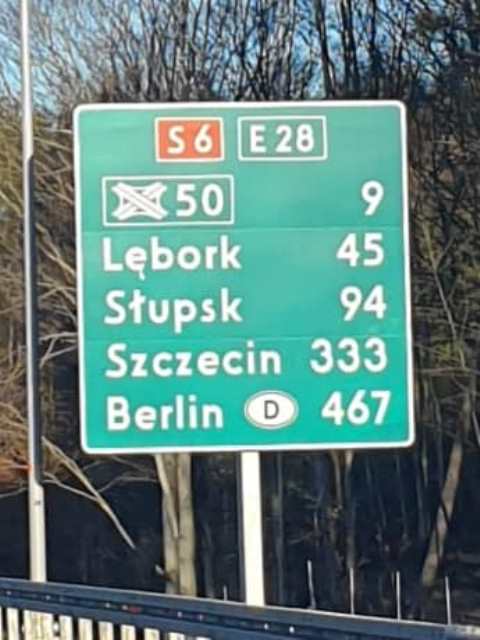 S6 E28
50 9
Lębork 45
Słupsk 94
Szczecin 333
Berlin D 467